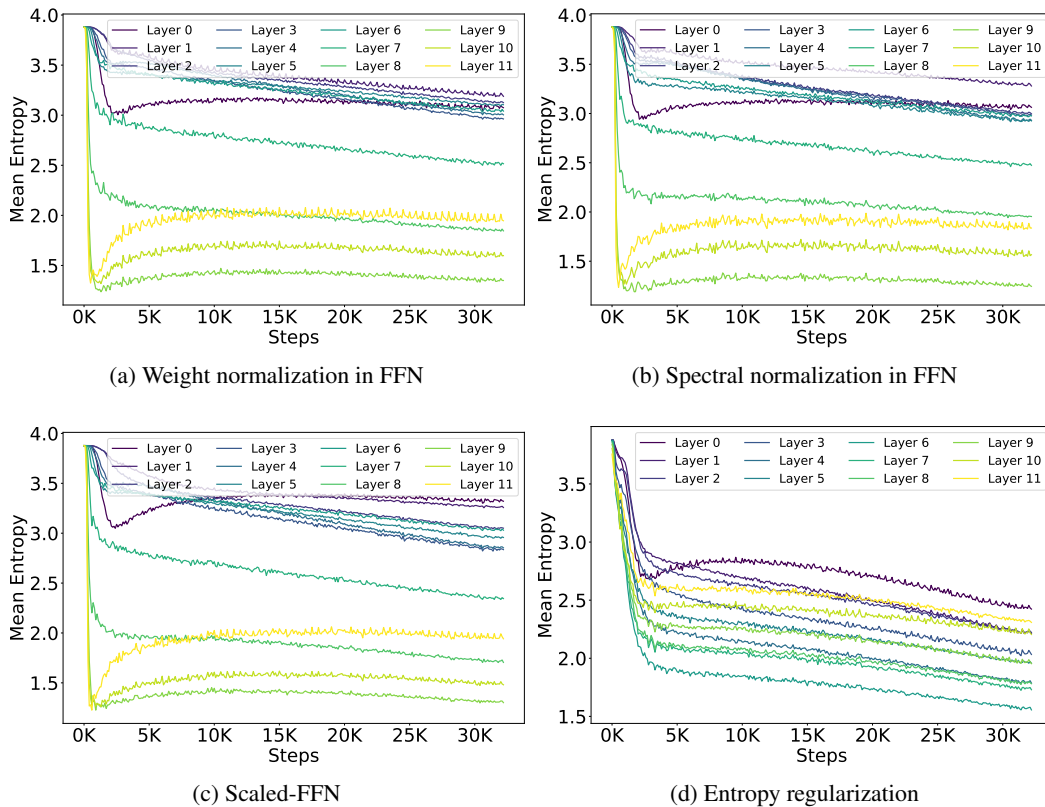 4.0
3.5
3.0
2.5
2.0
1.5
Mean Entropy
Layer 0 Layer 3 Layer 6 Layer 9
Layer 1 Layer 4 Layer 7 Layer 10
Layer 2 Layer 5 Layer 8 Layer 11
0K 5K 10K 15K 20K 25K 30K
Steps
(a) Weight normalization in FFN
4.0
3.5
3.0
2.5
2.0
1.5
Mean Entropy
Layer 0 Layer 3 Layer 6 Layer 9
Layer 1 Layer 4 Layer 7 Layer 10
Layer 2 Layer 5 Layer 8 Layer 11
0K 5K 10K 15K 20K 25K 30K
Steps
(b) Spectral normalization in FFN
4.0
3.5
3.0
2.5
2.0
1.5
Mean Entropy
Layer 0 Layer 3 Layer 6 Layer 9
Layer 1 Layer 4 Layer 7 Layer 10
Layer 2 Layer 5 Layer 8 Layer 11
0K 5K 10K 15K 20K 25K 30K
Steps
(c) Scaled-FFN
3.5
3.0
2.5
2.0
1.5
Mean Entropy
Layer 0 Layer 3 Layer 6 Layer 9
Layer 1 Layer 4 Layer 7 Layer 10
Layer 2 Layer 5 Layer 8 Layer 11
0K 5K 10K 15K 20K 25K 30K
Steps
(d) Entropy regularization